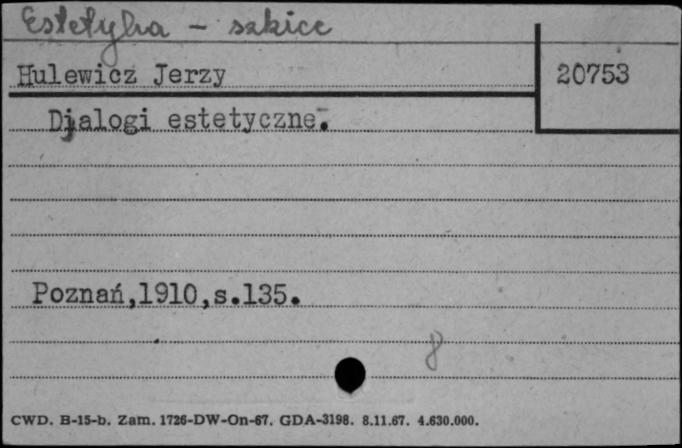 Estetyka - szkice
Hulewicz Jerzy
20753
Djalogi estetyczne.
Poznań,1910,s.135.
8
CWD. B-15-b. Zam. 1726-DW-On-67. GDA-3198. 8.11.67. 4.630.000.